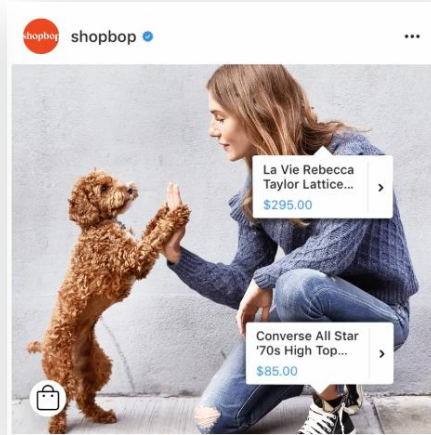 shopbop
shopbop
La Vie Rebecca
Taylor Lattice...
$295.00
Converse All Star
'70s High Top...
$85.00